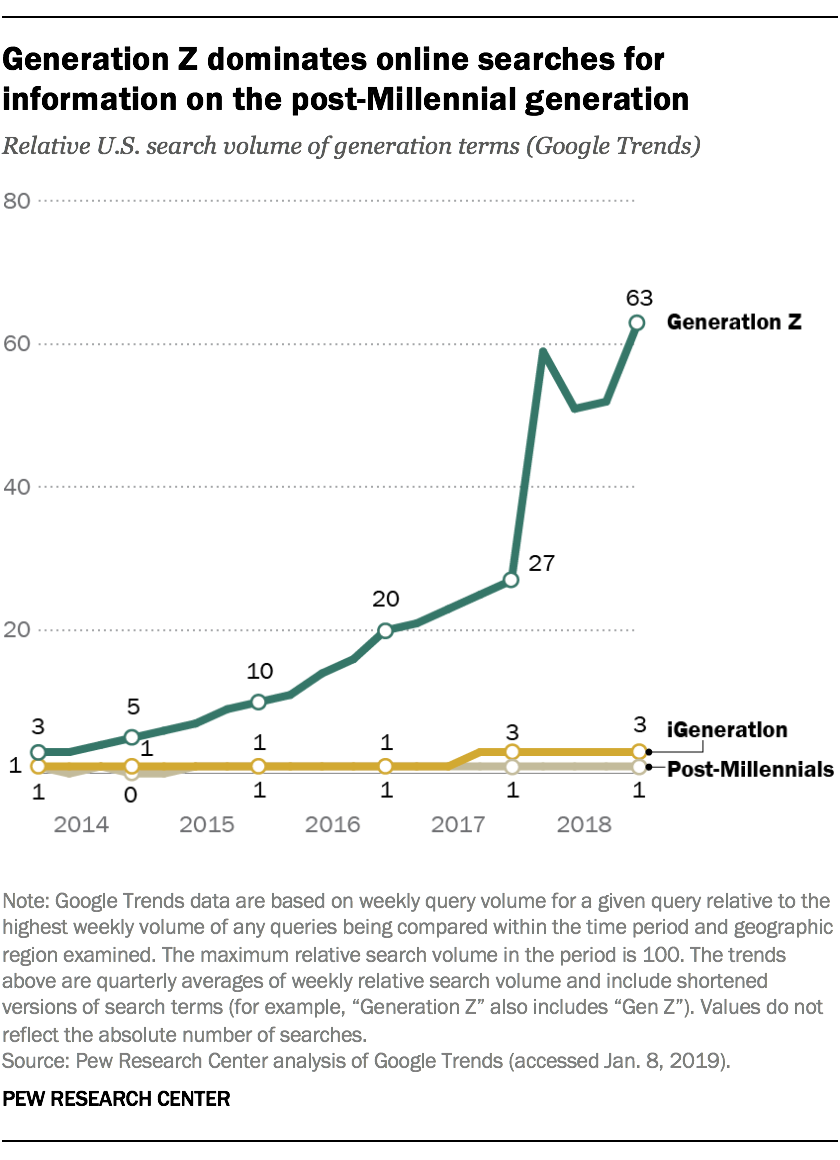 Generation Z dominates online searches for
information on the post-Millennial generation
Relative U.S. search volume of generation terms (Google Trends)
80
63
Generation Z
60
40
27
20
20
10
5
3
3
3
iGeneration
1
1
1
1
Post-Millennials
1
0
1
1
1
1
2014
2015
2016
2017
2018
Note: Google Trends data are based on weekly query volume for a given query relative to the
highest weekly volume of any queries being compared within the time period and geographic
region examined. The maximum relative search volume in the period is 100. The trends
above are quarterly averages of weekly relative search volume and include shortened
versions of search terms (for example, “Generation Z” also includes “Gen Z”). Values do not
reflect the absolute number of searches.
Source: Pew Research Center analysis of Google Trends (accessed Jan. 8, 2019).
PEW RESEARCH CENTER